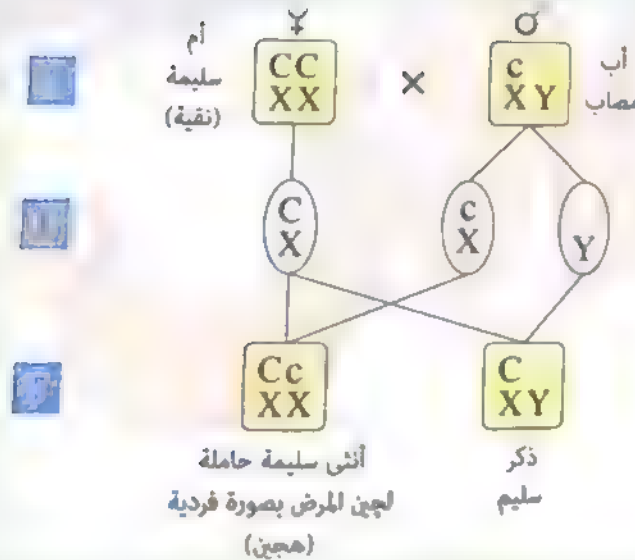 ♀ ♂
أم
سليمة
(نقية)
CC
XX
×
c
X Y
أب
مصاب
C
X
c
X
Y
Cc
XX
C
XY
أنثى سليمة حاملة
لجين المرض بصورة فردية
(هجين)
ذكر
سليم